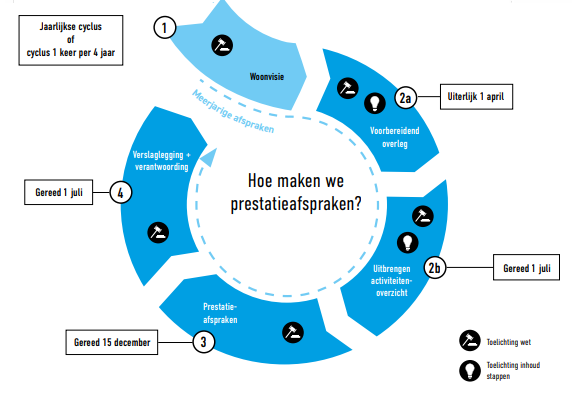 Jaarlijkse cyclus
of
cyclus 1 keer per 4 jaar
1
Woonvisie
Meerjarige afspraken
2a
Uiterlijk 1 april
Voorbereidend
overleg
Verslaglegging +
verantwoording
4
Gereed 1 juli
Hoe maken we
prestatieafspraken?
Uitbrengen
activiteiten-
overzicht
2b
Gereed 1 juli
Prestatie-
afspraken
3
Gereed 15 december
Toelichting wet
Toelichting inhoud
stappen